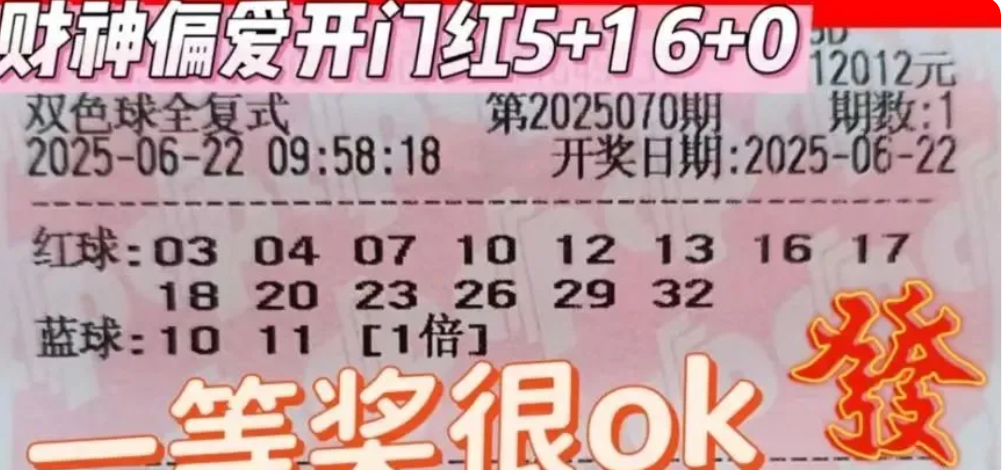 财神偏爱开门红5+1 6+0
12012元
双色球全复式 第2025070期 期数:1
2025-06-22 09:58:18 开奖日期:2025-06-22
红球:03 04 07 10 12 13 16 17
18 20 23 26 29 32
蓝球:10 11 [1倍]
一等奖很ok
發